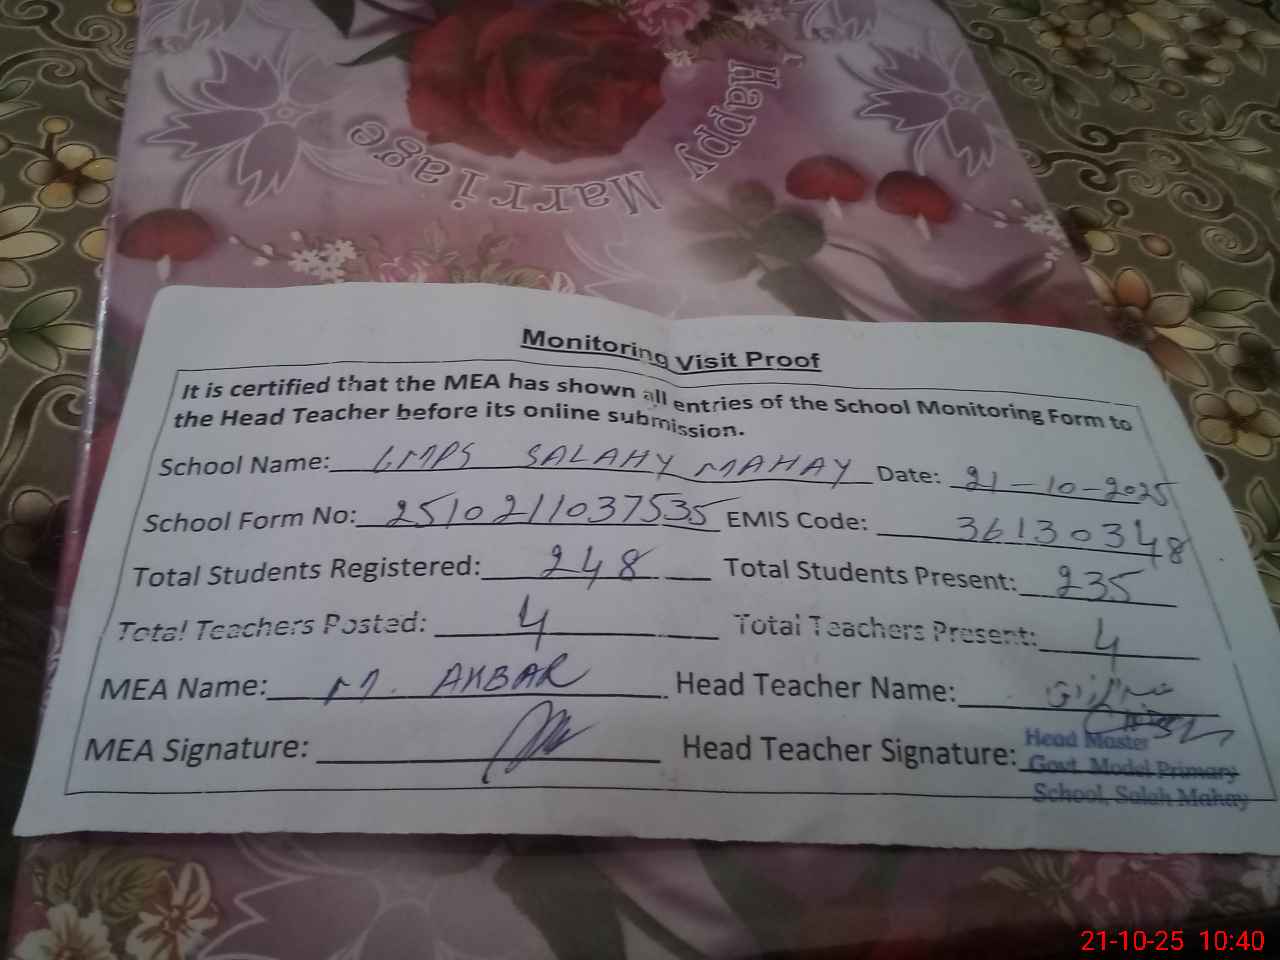 Happy
Marriage
Monitoring Visit Proof
It is certified that the MEA has shown all entries of the School Monitoring Form to
the Head Teacher before its online submission.
School Name: GMPS SALAHY MAHAY Date: 21-10-2025
School Form No: 2510211037535 EMIS Code: 36130348
Total Students Registered: 248 Total Students Present: 235
Total Teachers Posted: 4 Total Teachers Present: 4
MEA Name: M. AKBAR Head Teacher Name:
MEA Signature: Head Teacher Signature:
Head Master
Govt. Model Primary
School, Salah Mahay
21-10-25 10:40